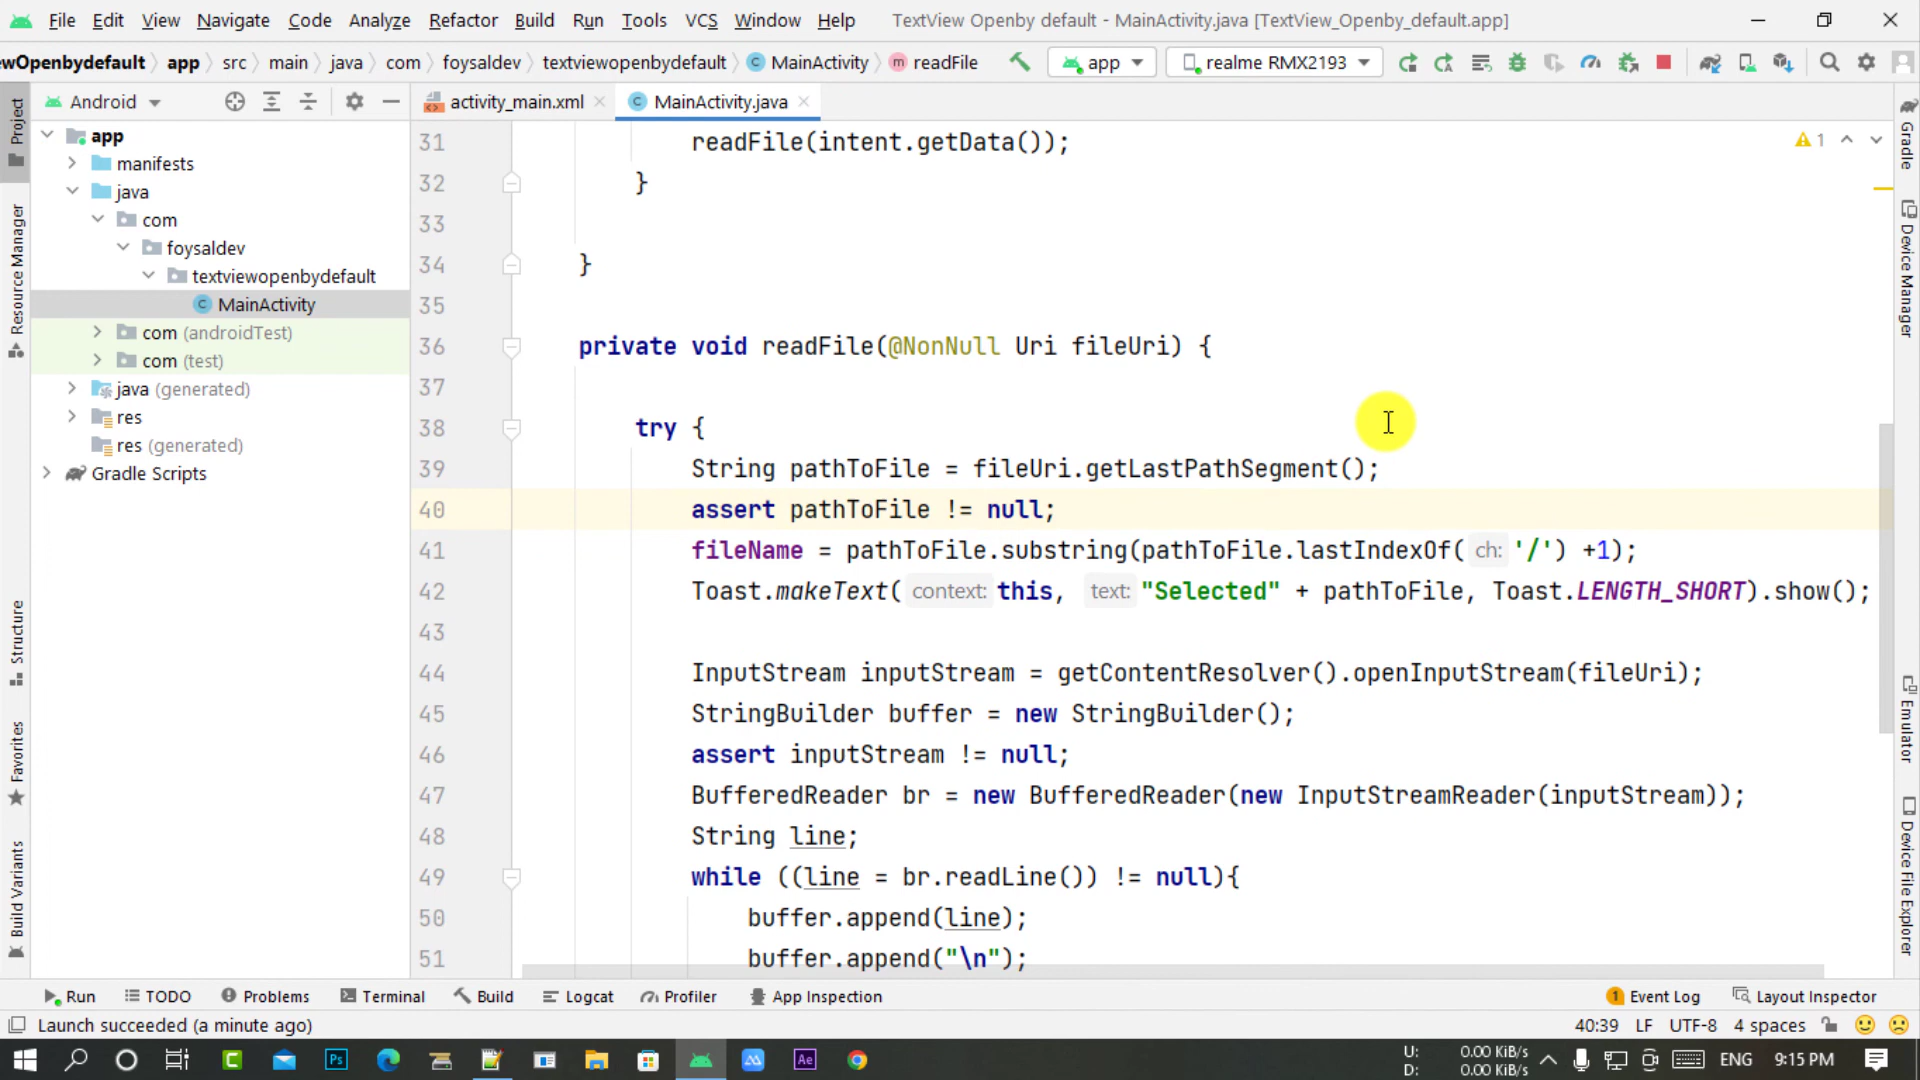 File Edit View Navigate Code Analyze Refactor Build Run Tools VCS Window Help TextView Openby default - MainActivity.java [TextView_Openby_default.app]
wOpenbydefault app src main java com foysaldev textviewopenbydefault MainActivity readFile app realme RMX2193
Android activity_main.xml MainActivity.java
app
manifests
java
com
foysaldev
textviewopenbydefault
MainActivity
com (androidTest)
com (test)
java (generated)
res
res (generated)
Gradle Scripts
Project
Resource Manager
Structure
Favorites
Build Variants
1
31 readFile(intent.getData());
32 }
33
34 }
35
36 private void readFile(@NonNull Uri fileUri) {
37
38 try {
39 String pathToFile = fileUri.getLastPathSegment();
40 assert pathToFile != null;
41 fileName = pathToFile.substring(pathToFile.lastIndexOf( ch: '/') +1);
42 Toast.makeText( context: this, text: "Selected" + pathToFile, Toast.LENGTH_SHORT).show();
43
44 InputStream inputStream = getContentResolver().openInputStream(fileUri);
45 StringBuilder buffer = new StringBuilder();
46 assert inputStream != null;
47 BufferedReader br = new BufferedReader(new InputStreamReader(inputStream));
48 String line;
49 while ((line = br.readLine()) != null){
50 buffer.append(line);
51 buffer.append("\n");
Gradle
Device Manager
Emulator
Device File Explorer
Run TODO Problems Terminal Build Logcat Profiler App Inspection 1 Event Log Layout Inspector
Launch succeeded (a minute ago) 40:39 LF UTF-8 4 spaces
C Ps Ae
U: 0.00 KiB/s
D: 0.00 KiB/s
ENG 9:15 PM